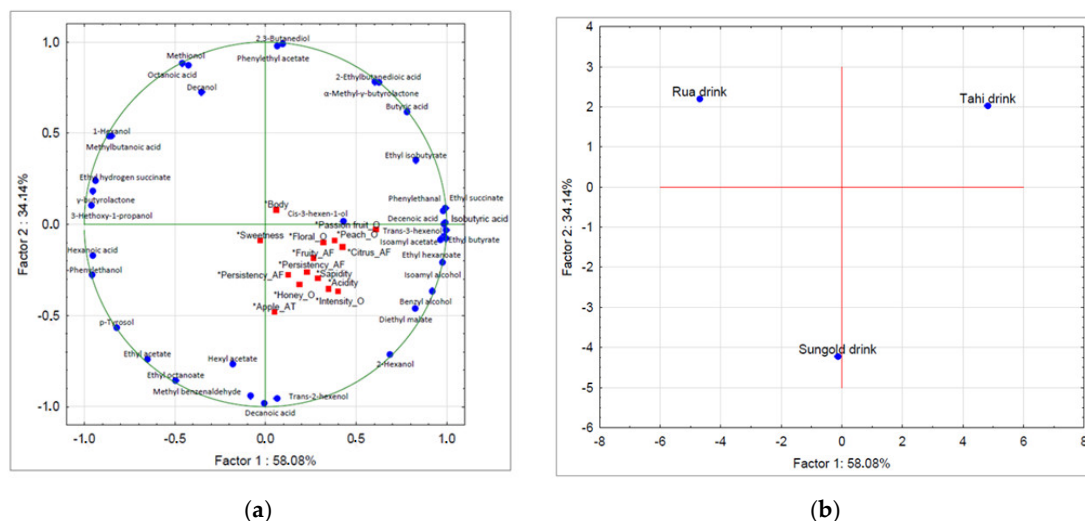 2,3-Butanediol
Phenylethyl acetate
Methionol
Octanoic acid
Decanol
2-Ethylbutanedioic acid
α-Methyl-γ-butyrolactone
Butyric acid
1-Hexanol
Methylbutanoic acid
Ethyl isobutyrate
Ethyl hydrogen succinate
γ-butyrolactone
3-Hethoxy-1-propanol
Phenylethanal
Ethyl succinate
*Body
Cis-3-hexen-1-ol
Decenoic acid
Isobutyric acid
*Passion fruit_O
Trans-3-hexenol
*Sweetness
*Floral_O
*Peach_O
Isoamyl acetate
Ethyl butyrate
Hexanoic acid
*Fruity_AF
*Citrus_AF
Ethyl hexanoate
Phenylethanol
*Persistency_AF
*Persistency_AF
*Sapidity
Isoamyl alcohol
*Acidity
Benzyl alcohol
*Honey_O
*Intensity_O
*Apple_AT
Diethyl malate
p-Tyrosol
Ethyl acetate
Hexyl acetate
2-Hexanol
Ethyl octanoate
Methyl benzenaldehyde
Trans-2-hexenol
Decanoic acid
1.0
0.5
0.0
-0.5
-1.0
Factor 2 : 34.14%
-1.0 -0.5 0.0 0.5 1.0
Factor 1 : 58.08%
(a)
4
3
2
1
0
-1
-2
-3
-4
-5
-6
Factor 2: 34.14%
Rua drink
Tahi drink
Sungold drink
-8 -6 -4 -2 0 2 4 6 8
Factor 1: 58.08%
(b)